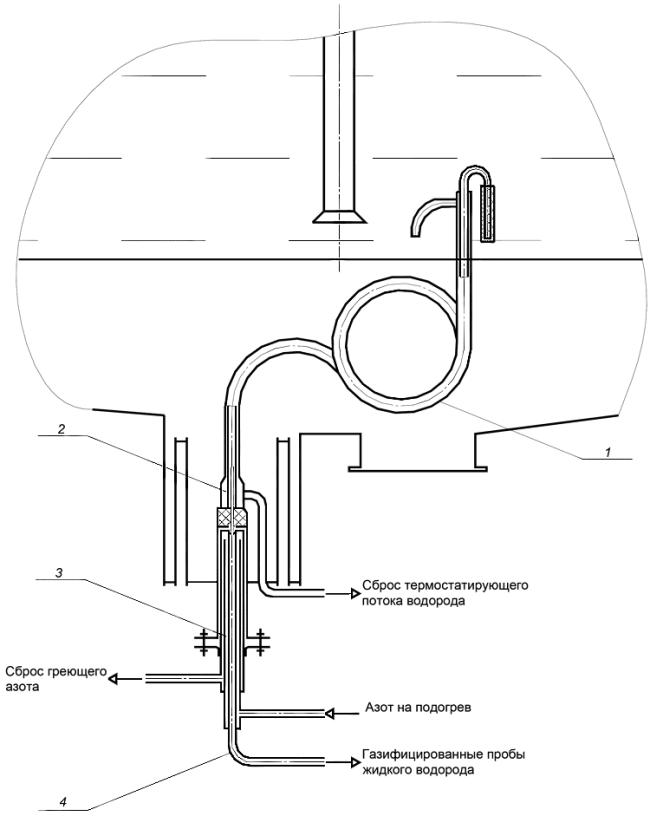 1
2
3
Сброс термостатирующего
потока водорода
Сброс греющего
азота
Азот на подогрев
Газифицированные пробы
жидкого водорода
4